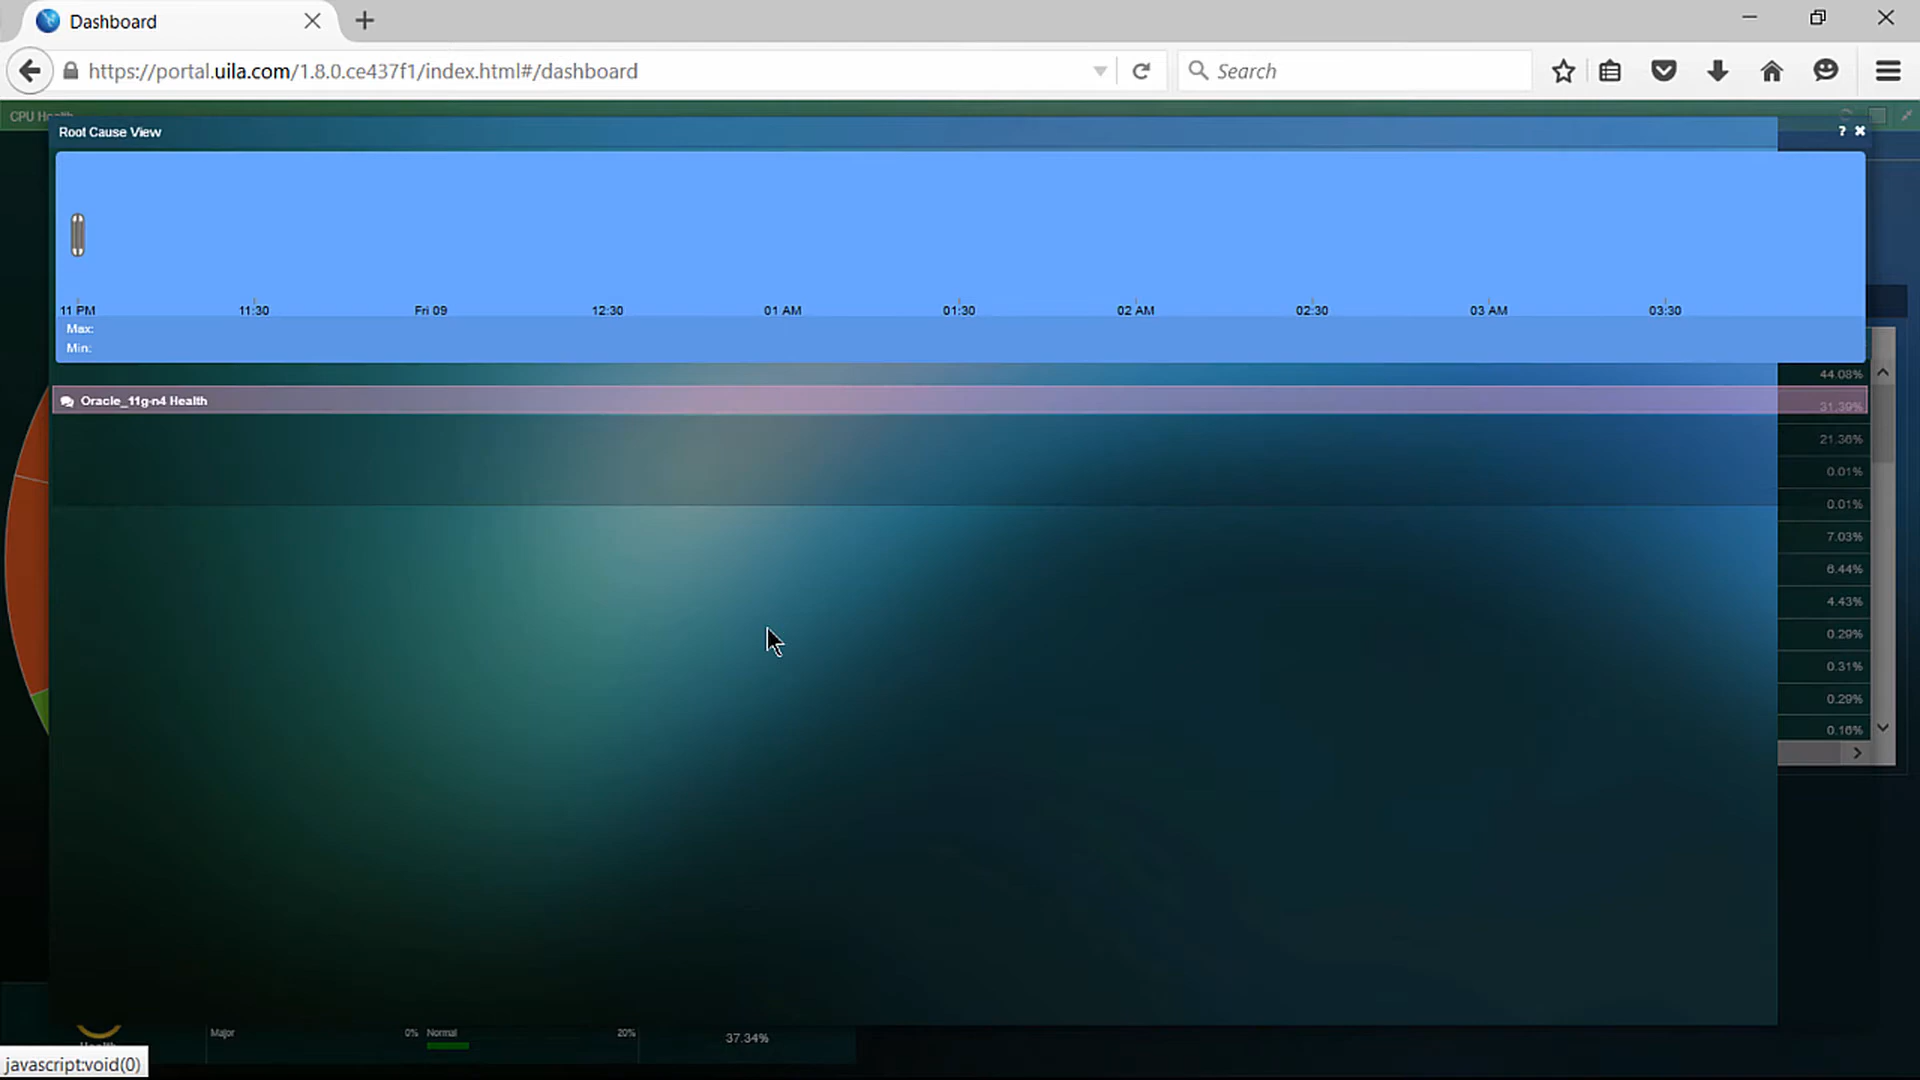 Dashboard
https://portal.uila.com/1.8.0.ce437f1/index.html#/dashboard
Search
Root Cause View
?
11 PM 11:30 Fri 09 12:30 01 AM 01:30 02 AM 02:30 03 AM 03:30
Max:
Min:
44.08%
Oracle_11g-n4 Health
31.39%
21.36%
0.01%
0.01%
7.03%
6.44%
4.43%
0.29%
0.31%
0.29%
0.16%
Major 0% Normal 20%
37.34%
javascript:void(0)